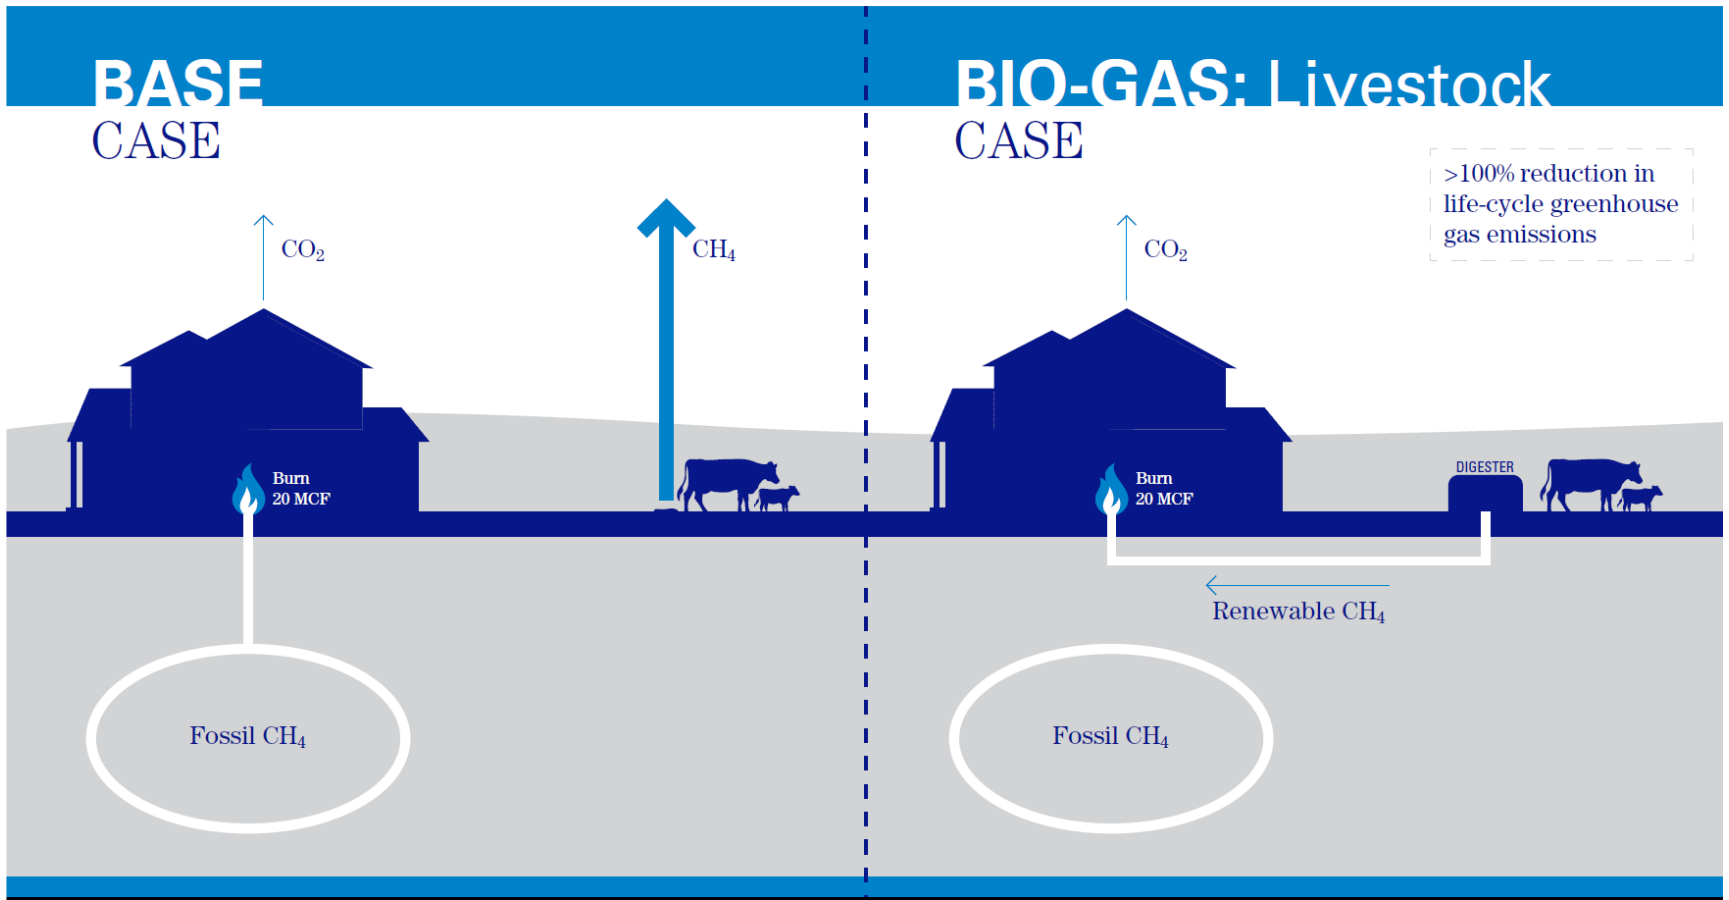 BASE
CASE
CO₂
CH₄
Burn
20 MCF
Fossil CH₄
BIO-GAS: Livestock
CASE
>100% reduction in
life-cycle greenhouse
gas emissions
CO₂
Burn
20 MCF
DIGESTER
Renewable CH₄
Fossil CH₄